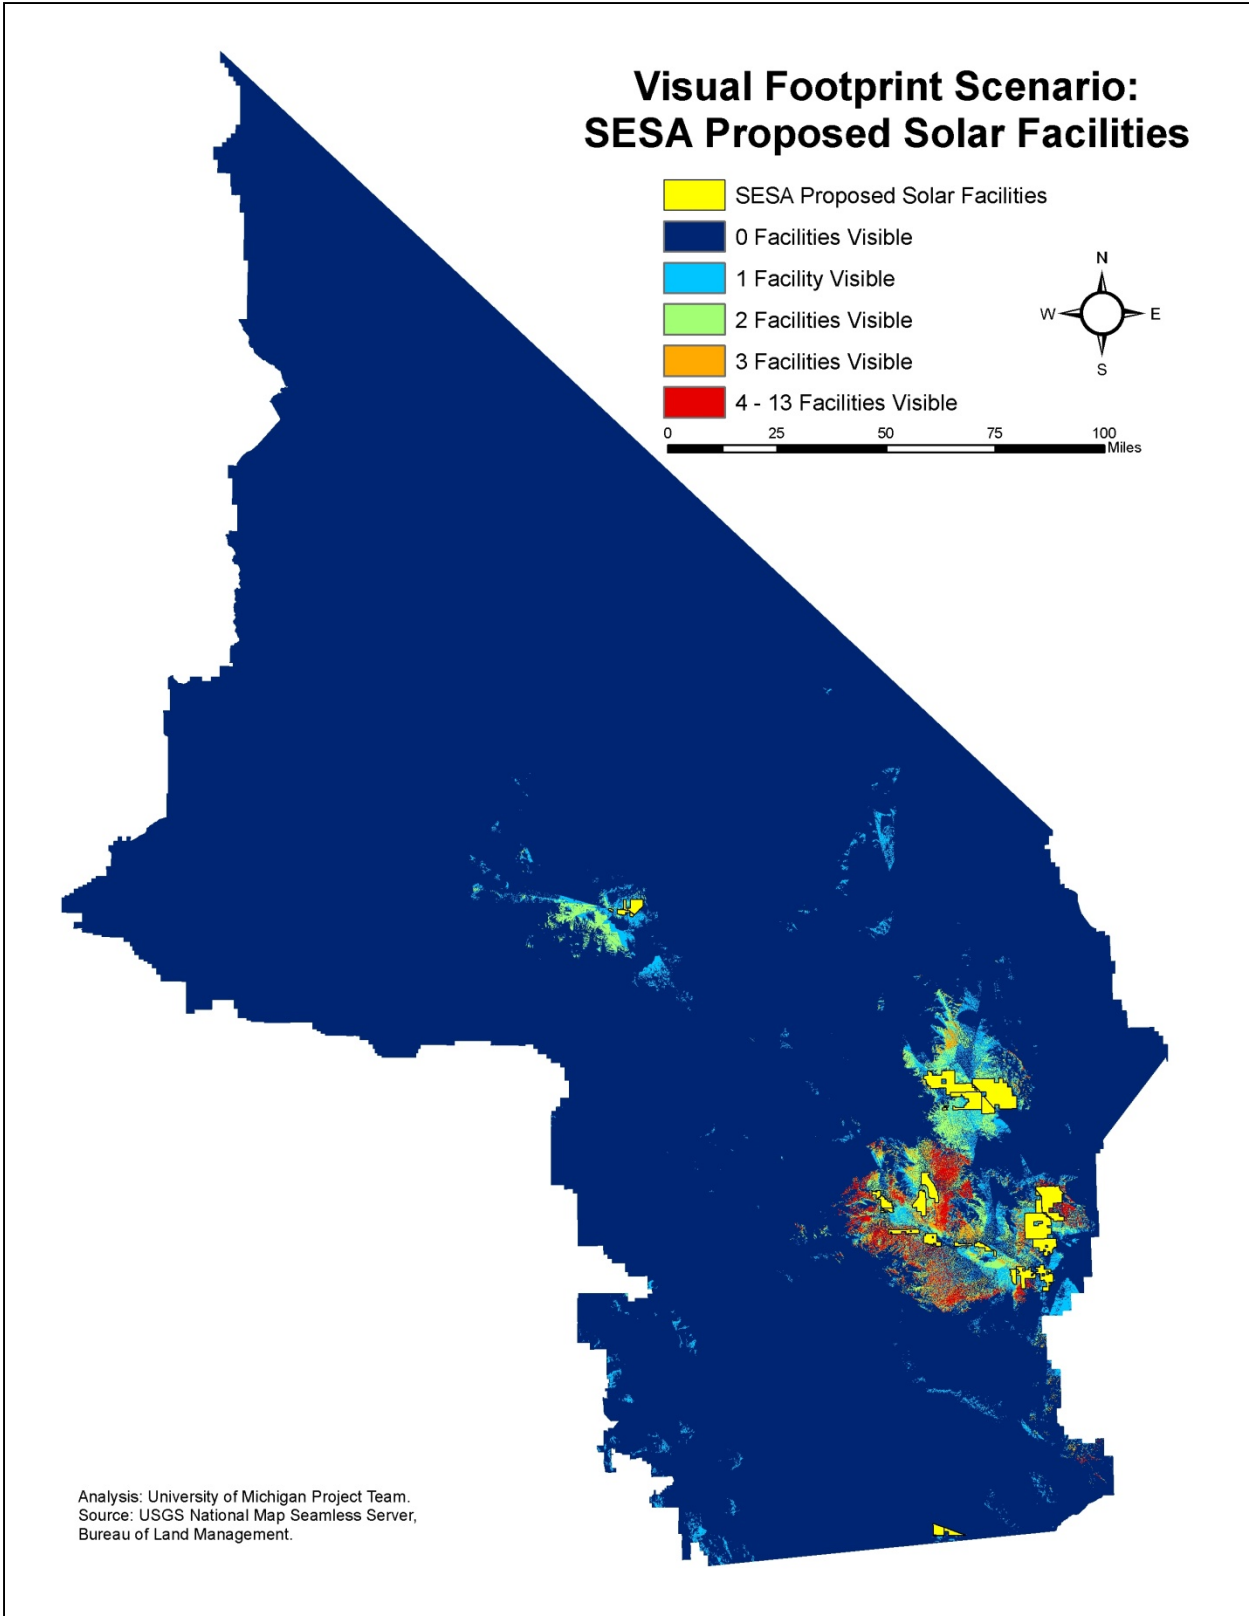 Visual Footprint Scenario:
SESA Proposed Solar Facilities
SESA Proposed Solar Facilities
0 Facilities Visible
1 Facility Visible
2 Facilities Visible
3 Facilities Visible
4 - 13 Facilities Visible
N
W E
S
0 25 50 75 100
Miles
Analysis: University of Michigan Project Team.
Source: USGS National Map Seamless Server,
Bureau of Land Management.